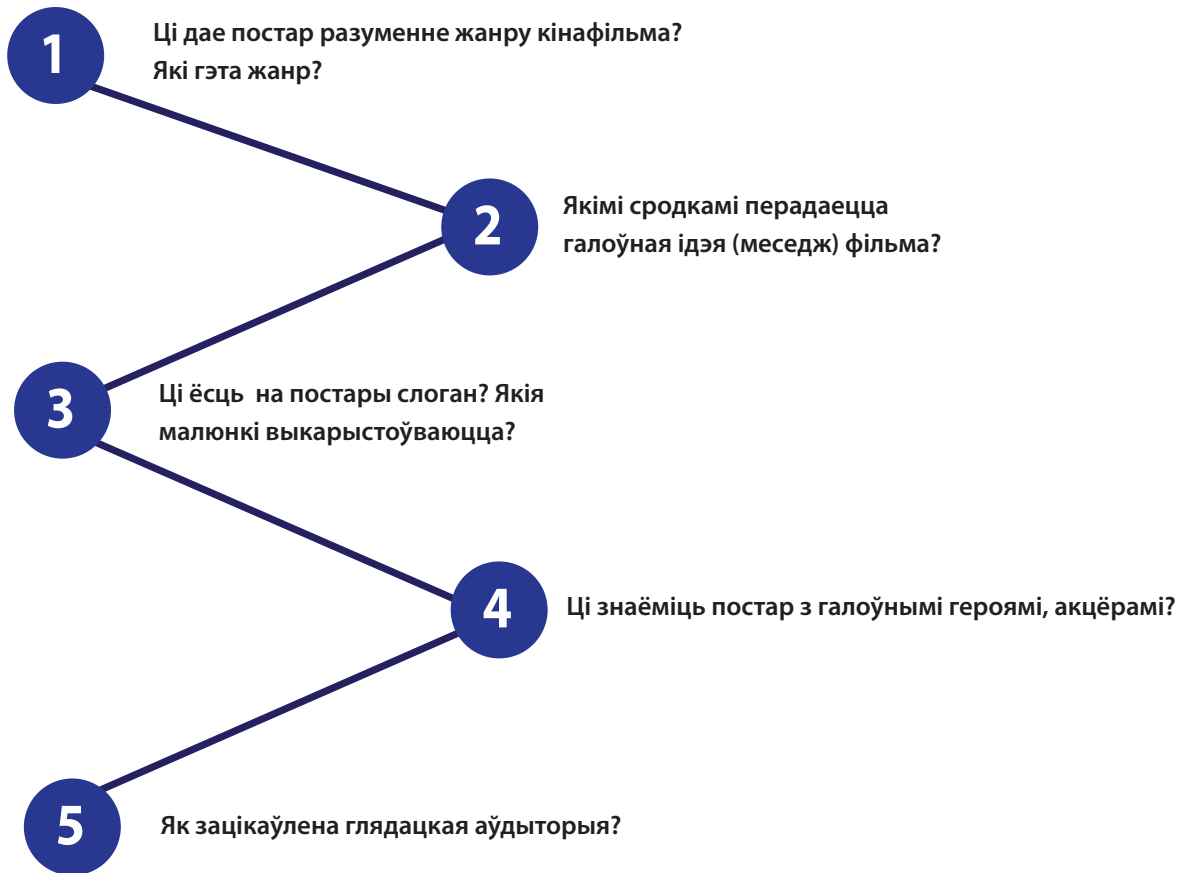 1
Ці дае постар разуменне жанру кінафільма?
Які гэта жанр?
2
Якімі сродкамі перадаецца
галоўная ідэя (меседж) фільма?
3
Ці ёсць  на постары слоган? Якія
малюнкі выкарыстоўваюцца?
4
Ці знаёміць постар з галоўнымі героямі, акцёрамі?
5
Як зацікаўлена глядацкая аўдыторыя?